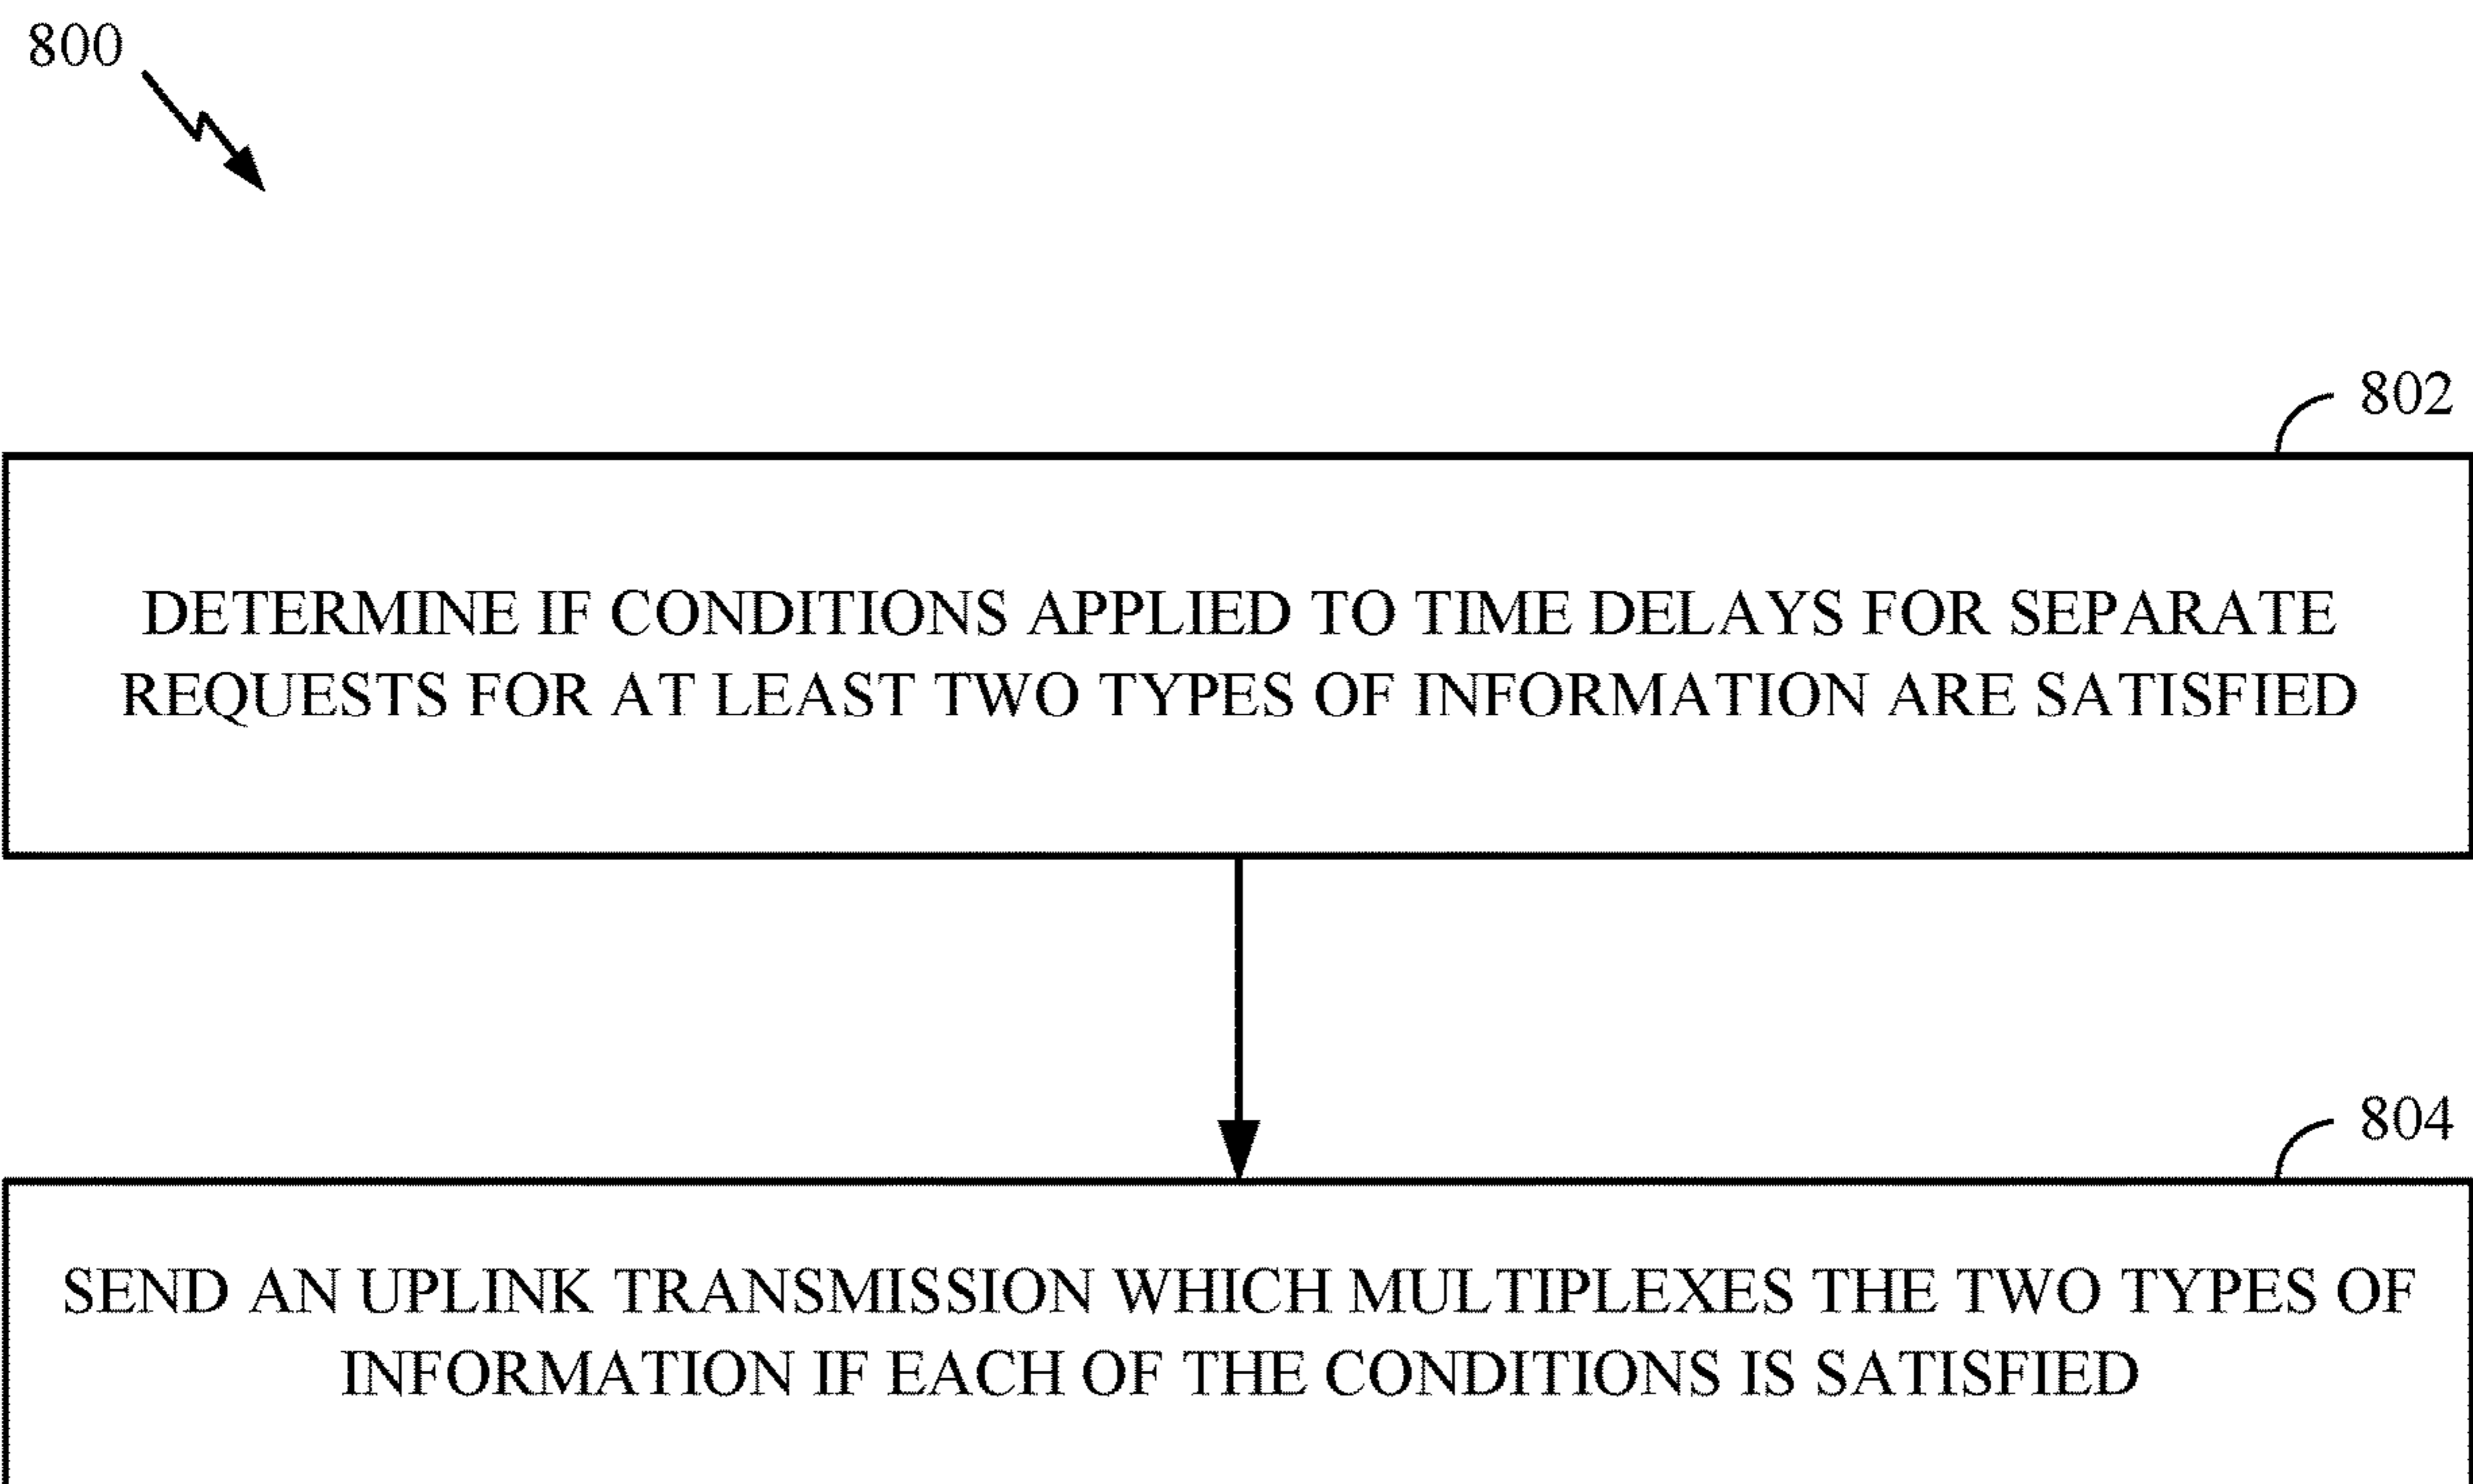 800
802
DETERMINE IF CONDITIONS APPLIED TO TIME DELAYS FOR SEPARATE
REQUESTS FOR AT LEAST TWO TYPES OF INFORMATION ARE SATISFIED
804
SEND AN UPLINK TRANSMISSION WHICH MULTIPLEXES THE TWO TYPES OF
INFORMATION IF EACH OF THE CONDITIONS IS SATISFIED